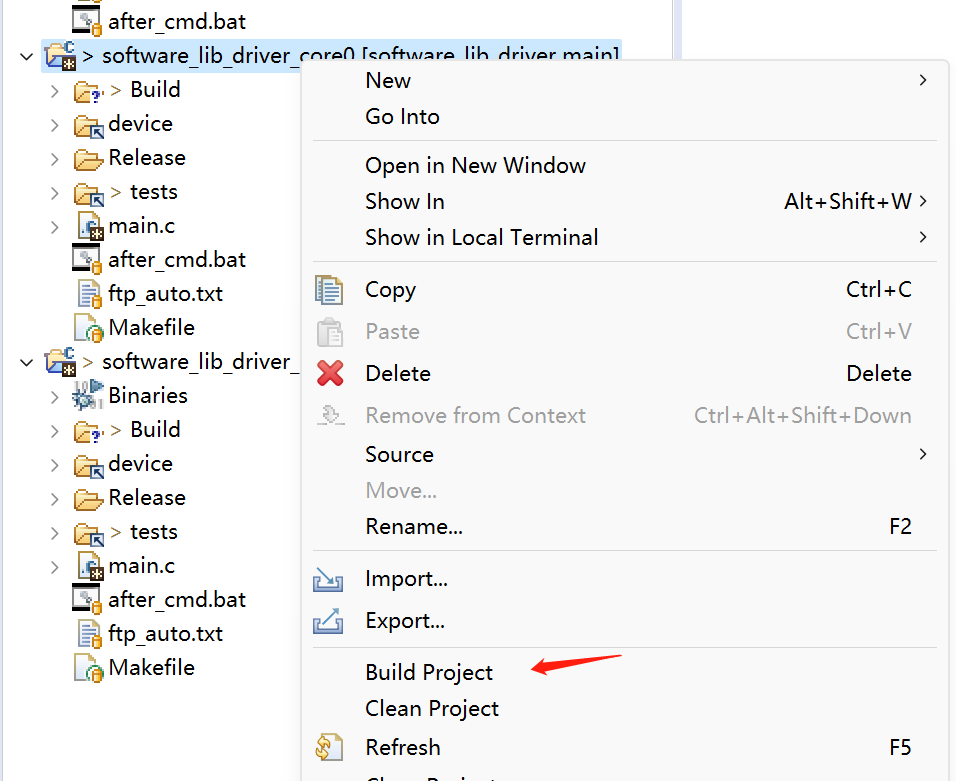 after_cmd.bat
> software_lib_driver_core0 [software_lib_driver main]
> Build
device
Release
> tests
main.c
after_cmd.bat
ftp_auto.txt
Makefile
> software_lib_driver_
Binaries
> Build
device
Release
> tests
main.c
after_cmd.bat
ftp_auto.txt
Makefile
New
Go Into
Open in New Window
Show In Alt+Shift+W
Show in Local Terminal
Copy Ctrl+C
Paste Ctrl+V
Delete Delete
Remove from Context Ctrl+Alt+Shift+Down
Source
Move...
Rename... F2
Import...
Export...
Build Project
Clean Project
Refresh F5